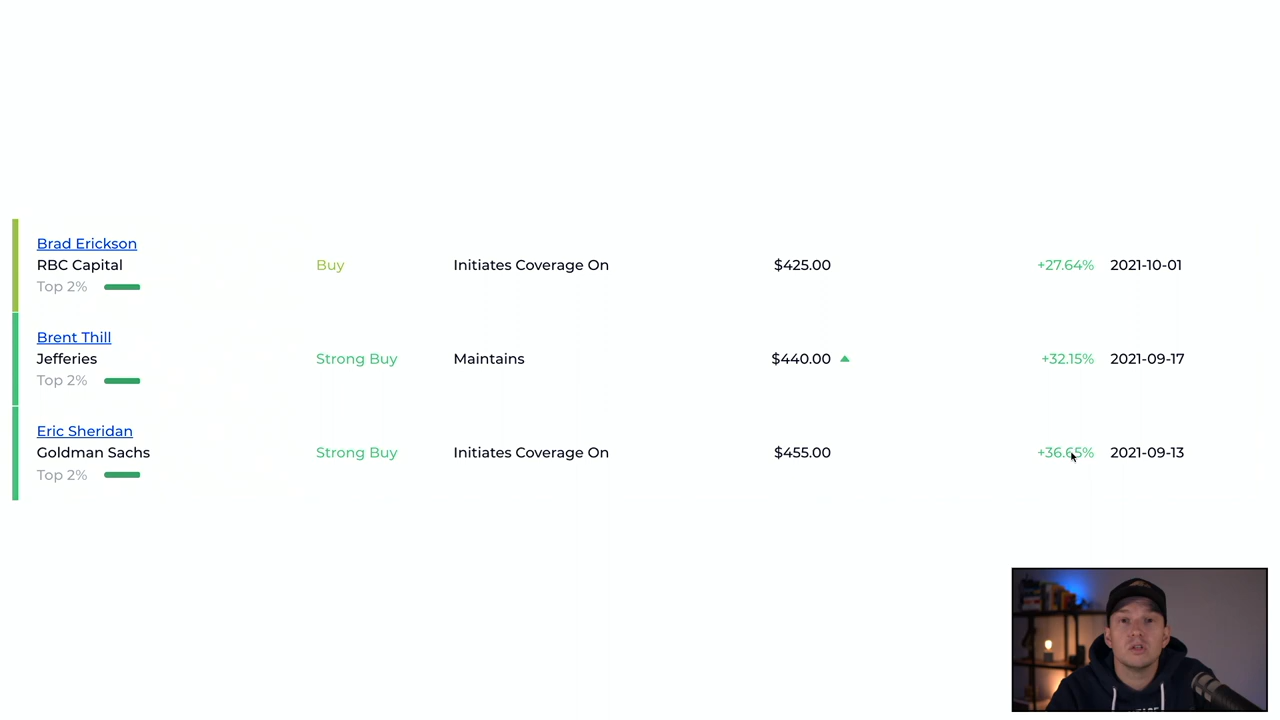 Brad Erickson
RBC Capital
Top 2%
Buy
Initiates Coverage On
$425.00
+27.64%
2021-10-01
Brent Thill
Jefferies
Top 2%
Strong Buy
Maintains
$440.00
+32.15%
2021-09-17
Eric Sheridan
Goldman Sachs
Top 2%
Strong Buy
Initiates Coverage On
$455.00
+36.65%
2021-09-13